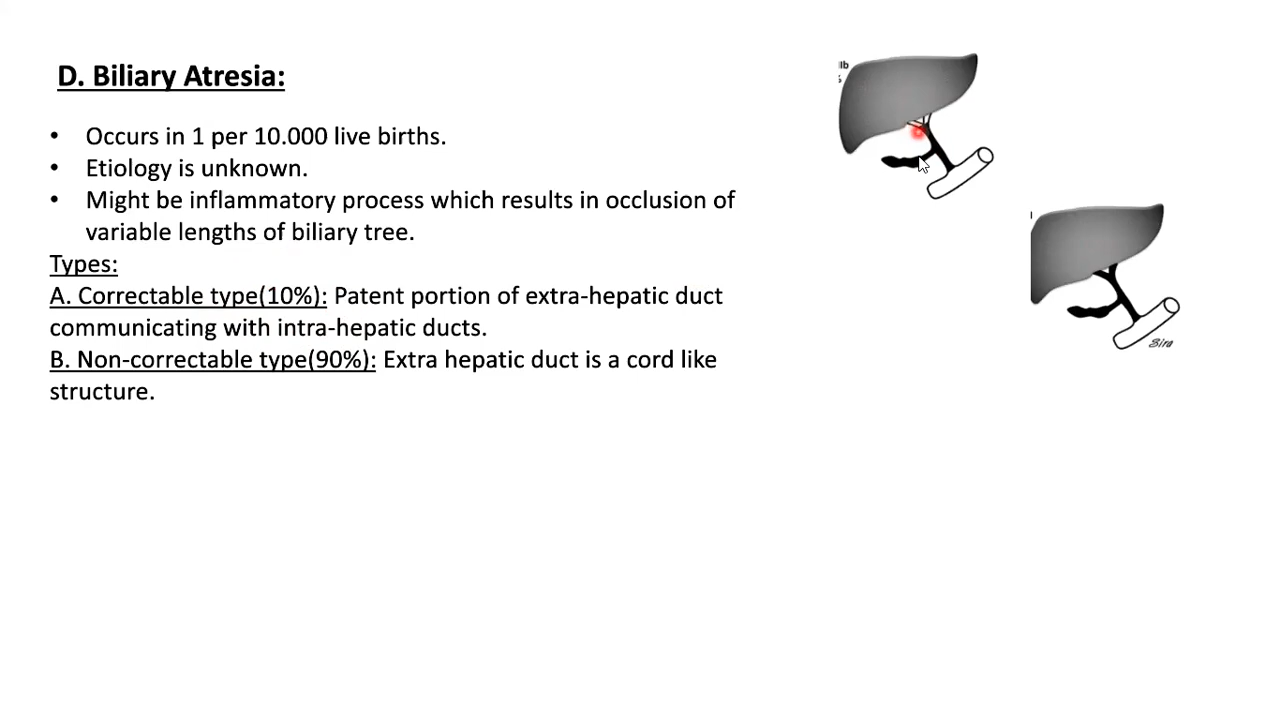 D. Biliary Atresia:
• Occurs in 1 per 10.000 live births.
• Etiology is unknown.
• Might be inflammatory process which results in occlusion of
variable lengths of biliary tree.
Types:
A. Correctable type(10%): Patent portion of extra-hepatic duct
communicating with intra-hepatic ducts.
B. Non-correctable type(90%): Extra hepatic duct is a cord like
structure.
IIb